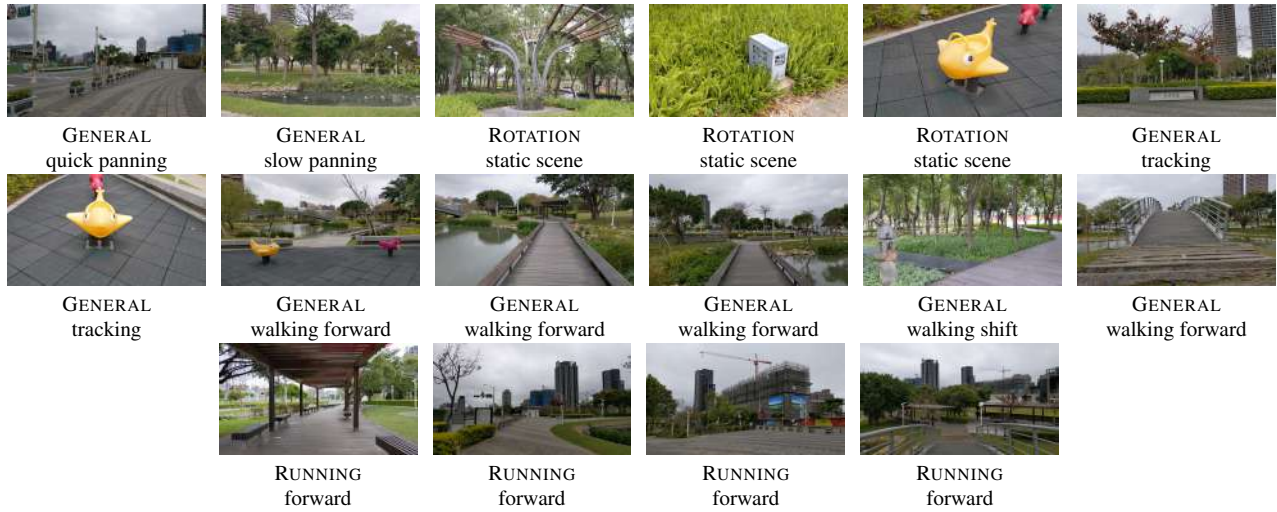 GENERAL
quick panning
GENERAL
slow panning
ROTATION
static scene
ROTATION
static scene
ROTATION
static scene
GENERAL
tracking
GENERAL
tracking
GENERAL
walking forward
GENERAL
walking forward
GENERAL
walking forward
GENERAL
walking shift
GENERAL
walking forward
RUNNING
forward
RUNNING
forward
RUNNING
forward
RUNNING
forward